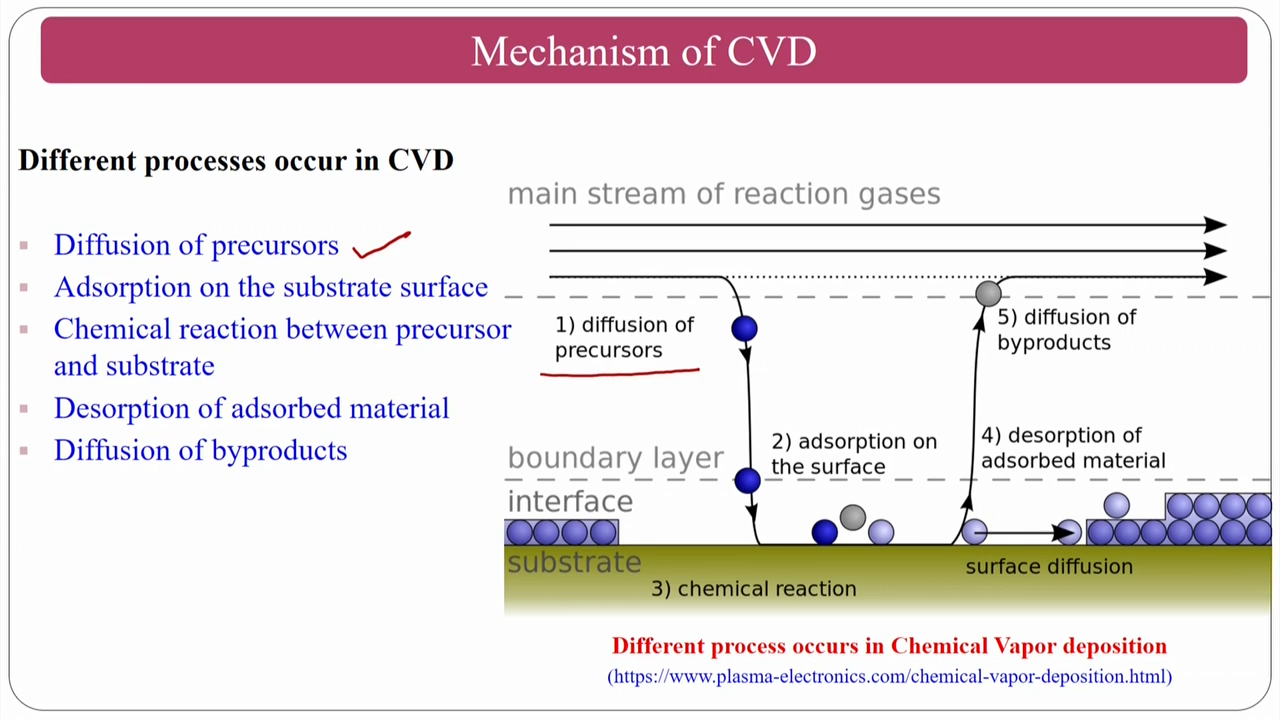 Mechanism of CVD
Different processes occur in CVD
Diffusion of precursors
Adsorption on the substrate surface
Chemical reaction between precursor
and substrate
Desorption of adsorbed material
Diffusion of byproducts
main stream of reaction gases
1) diffusion of
precursors
5) diffusion of
byproducts
2) adsorption on
the surface
4) desorption of
adsorbed material
boundary layer
interface
substrate
surface diffusion
3) chemical reaction
Different process occurs in Chemical Vapor deposition
(https://www.plasma-electronics.com/chemical-vapor-deposition.html)